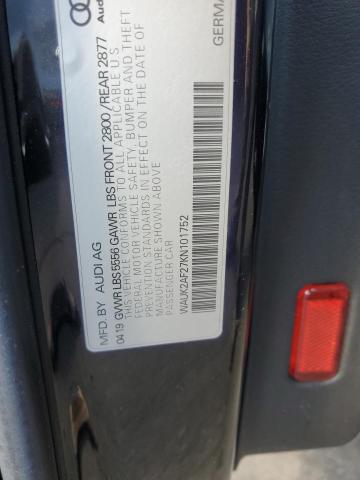 Aud
GERM
MFD. BY AUDI AG
04 19 GVWR LBS 5556 GAWR LBS FRONT 2800 / REAR 2877
THIS VEHICLE CONFORMS TO ALL APPLICABLE U S
FEDERAL MOTOR VEHICLE SAFETY, BUMPER AND THEFT
PREVENTION STANDARDS IN EFFECT ON THE DATE OF
MANUFACTURE SHOWN ABOVE
PASSENGER CAR
WAUK2AF27KN101752